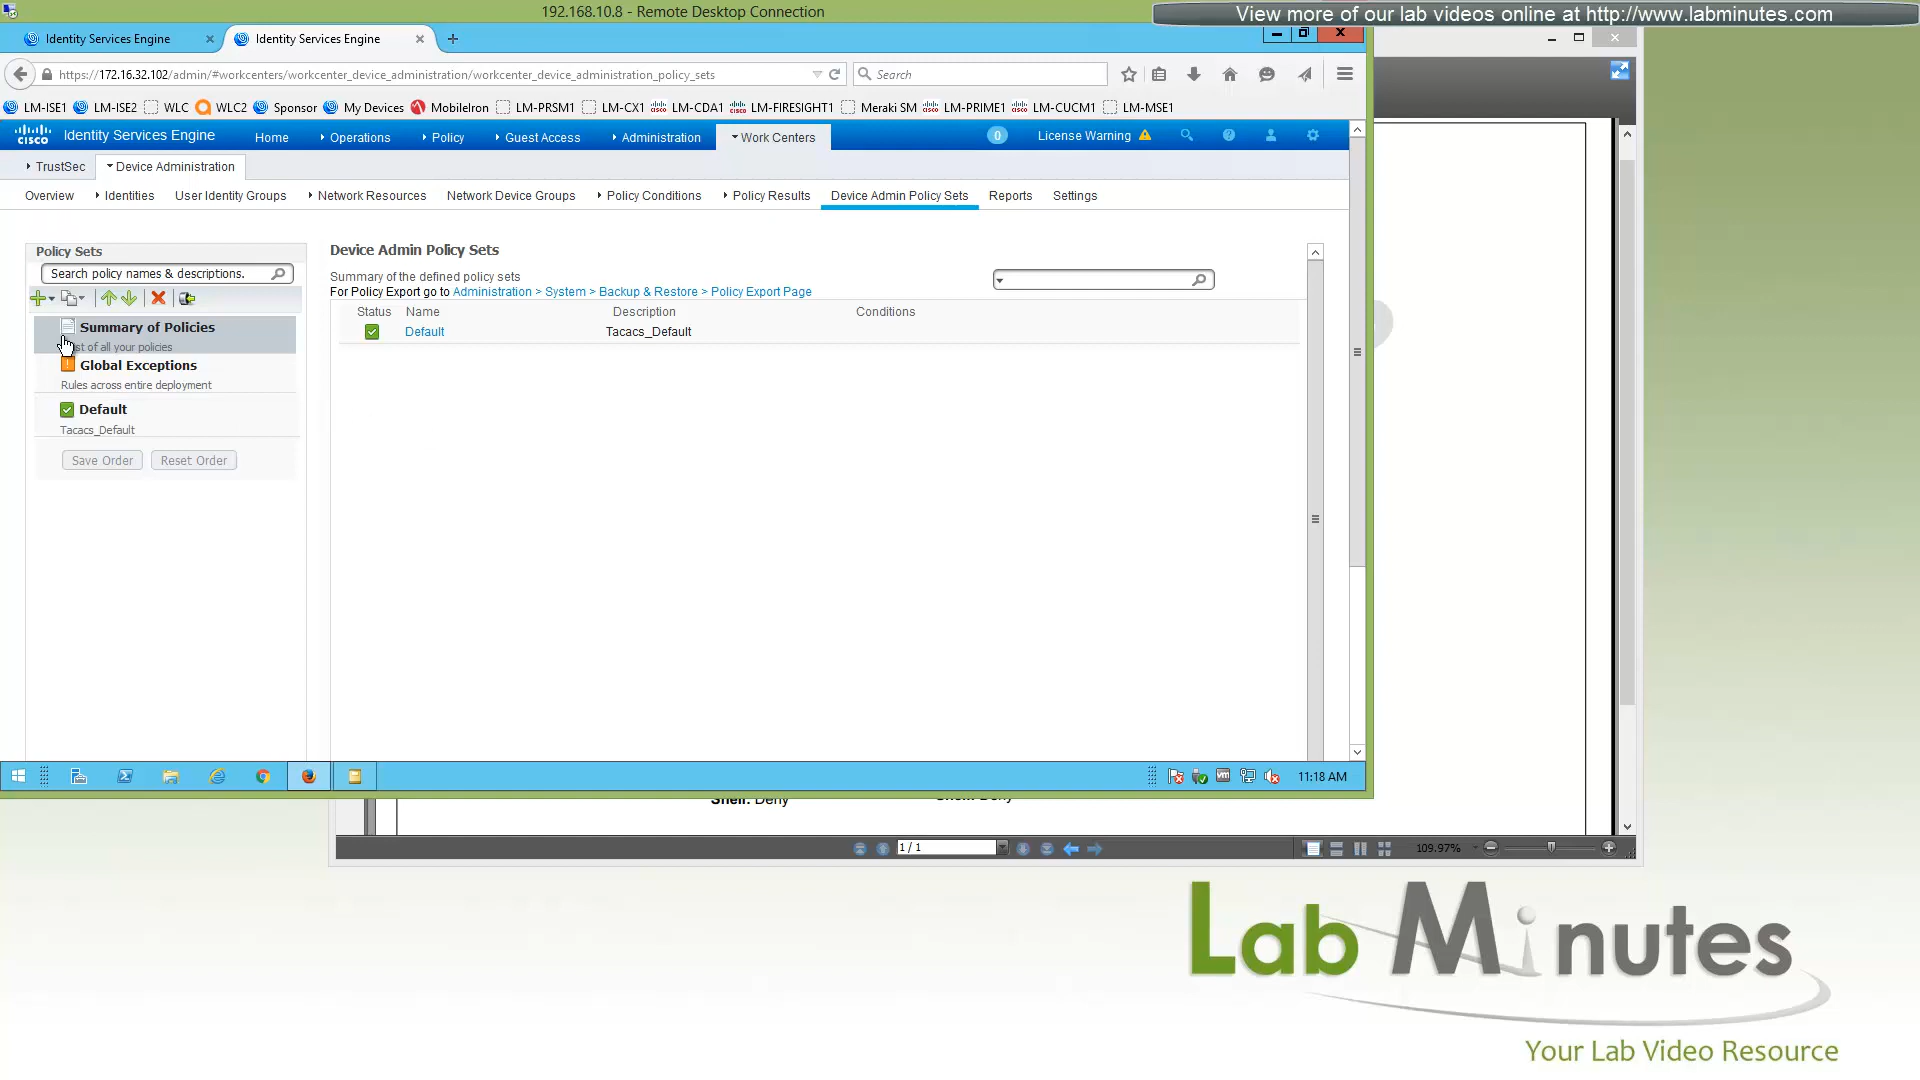 192.168.10.8 - Remote Desktop Connection
View more of our lab videos online at http://www.labminutes.com
Identity Services Engine
Identity Services Engine
https://172.16.32.102/admin/#workcenters/workcenter_device_administration/workcenter_device_administration_policy_sets
Search
LM-ISE1 LM-ISE2 WLC WLC2 Sponsor My Devices MobileIron LM-PRSM1 LM-CX1 LM-CDA1 LM-FIRESIGHT1 Meraki SM LM-PRIME1 LM-CUCM1 LM-MSE1
cisco Identity Services Engine Home Operations Policy Guest Access Administration Work Centers 0 License Warning
TrustSec Device Administration
Overview Identities User Identity Groups Network Resources Network Device Groups Policy Conditions Policy Results Device Admin Policy Sets Reports Settings
Policy Sets
Search policy names & descriptions.
Summary of Policies
of all your policies
Global Exceptions
Rules across entire deployment
Default
Tacacs_Default
Save Order Reset Order
Device Admin Policy Sets
Summary of the defined policy sets
For Policy Export go to Administration > System > Backup & Restore > Policy Export Page
Status Name Description Conditions
Default Tacacs_Default
11:18 AM
Shell: Deny
1 / 1
109.97%
Lab Minutes
Your Lab Video Resource